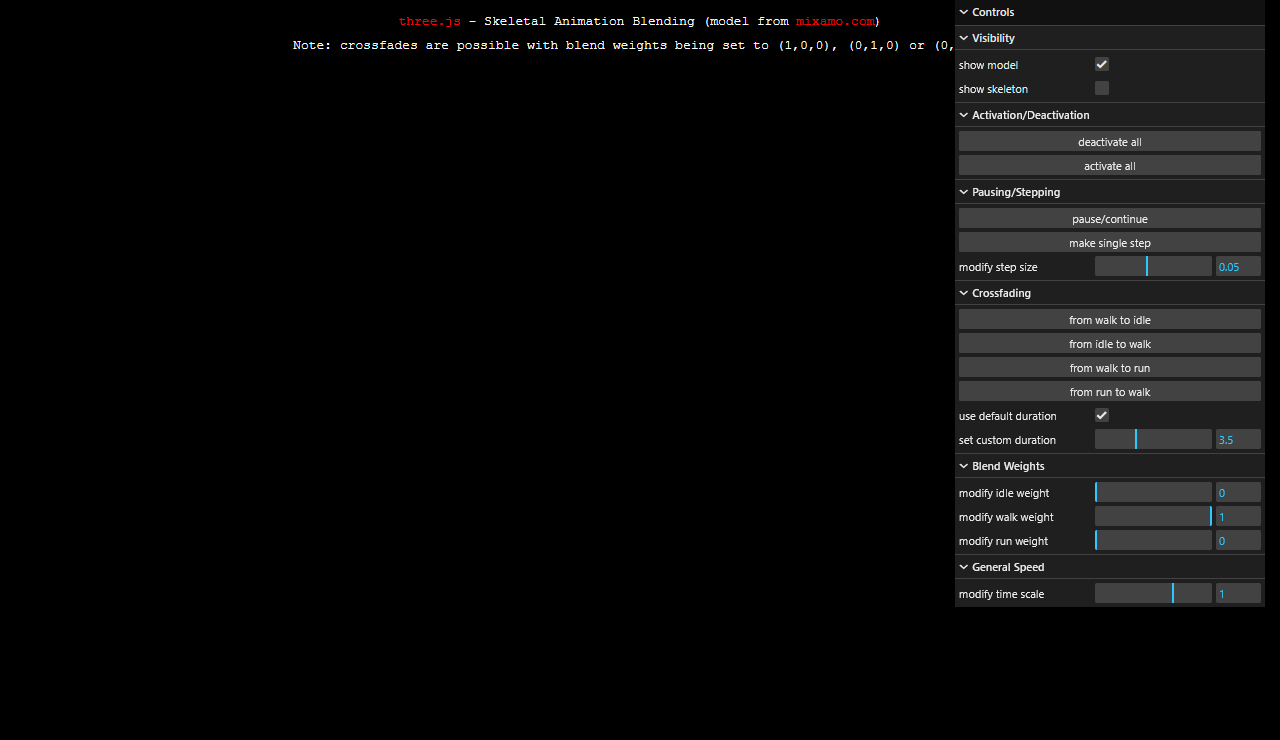 three.js - Skeletal Animation Blending (model from mixamo.com)
Note: crossfades are possible with blend weights being set to (1,0,0), (0,1,0) or (0,
Controls
Visibility
show model
show skeleton
Activation/Deactivation
deactivate all
activate all
Pausing/Stepping
pause/continue
make single step
modify step size 0.05
Crossfading
from walk to idle
from idle to walk
from walk to run
from run to walk
use default duration
set custom duration 3.5
Blend Weights
modify idle weight 0
modify walk weight 1
modify run weight 0
General Speed
modify time scale 1